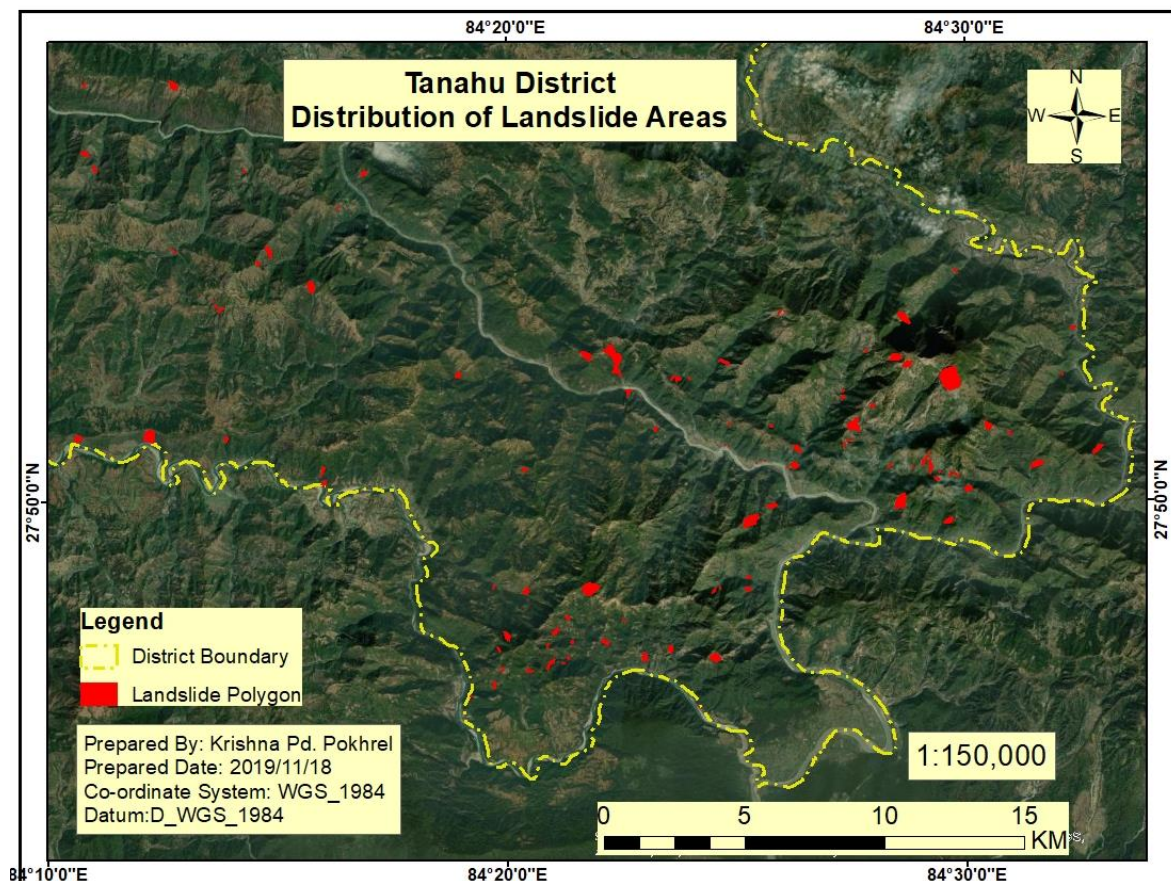 84°20'0"E 84°30'0"E
Tanahu District
Distribution of Landslide Areas
N
W E
S
27°50'0"N 27°50'0"N
Legend
District Boundary
Landslide Polygon
Prepared By: Krishna Pd. Pokhrel
Prepared Date: 2019/11/18
Co-ordinate System: WGS_1984
Datum:D_WGS_1984
1:150,000
0 5 10 15
KM
84°10'0"E 84°20'0"E 84°30'0"E